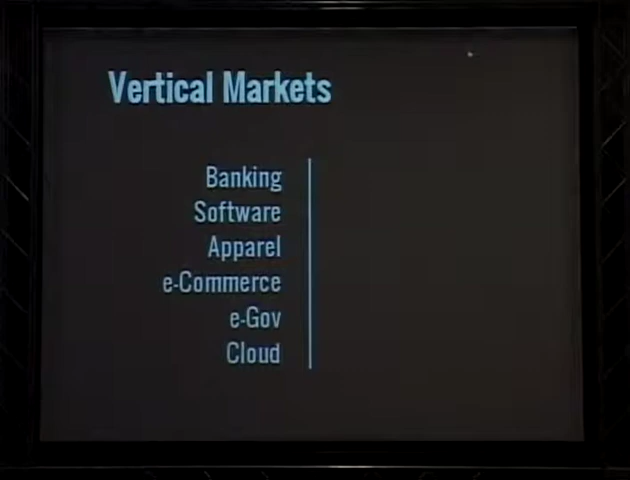 Vertical Markets
Banking
Software
Apparel
e-Commerce
e-Gov
Cloud